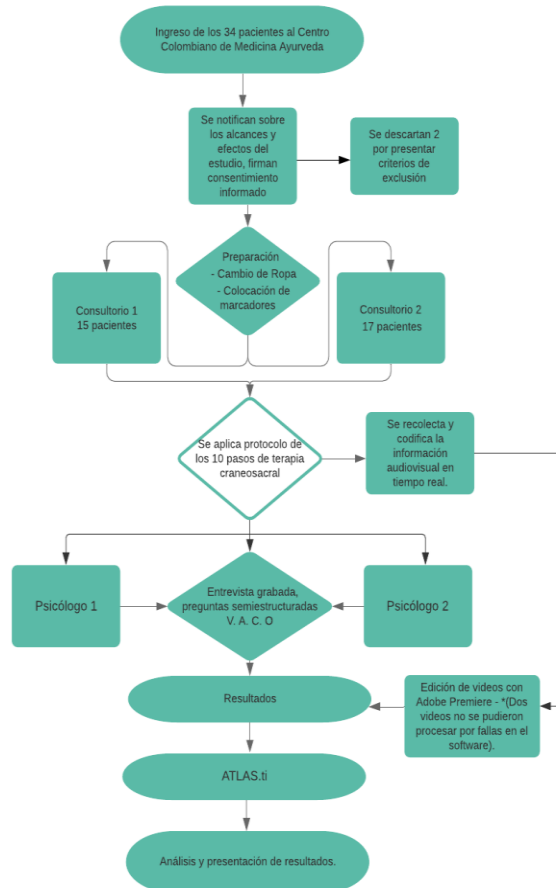 Ingreso de los 34 pacientes al Centro
Colombiano de Medicina Ayurveda
Se notifican sobre
los alcances y
efectos del
estudio, firman
consentimiento
informado
Se descartan 2
por presentar
criterios de
exclusión
Preparación
- Cambio de Ropa
- Colocación de
marcadores
Consultorio 1
15 pacientes
Consultorio 2
17 pacientes
Se aplica protocolo de
los 10 pasos de terapia
craneosacral
Se recolecta y
codifica la
información
audiovisual en
tiempo real.
Psicólogo 1
Entrevista grabada,
preguntas semiestructuradas
V. A. C. O
Psicólogo 2
Resultados
Edición de videos con
Adobe Premiere - *(Dos
videos no se pudieron
procesar por fallas en el
software).
ATLAS.ti
Análisis y presentación de resultados.